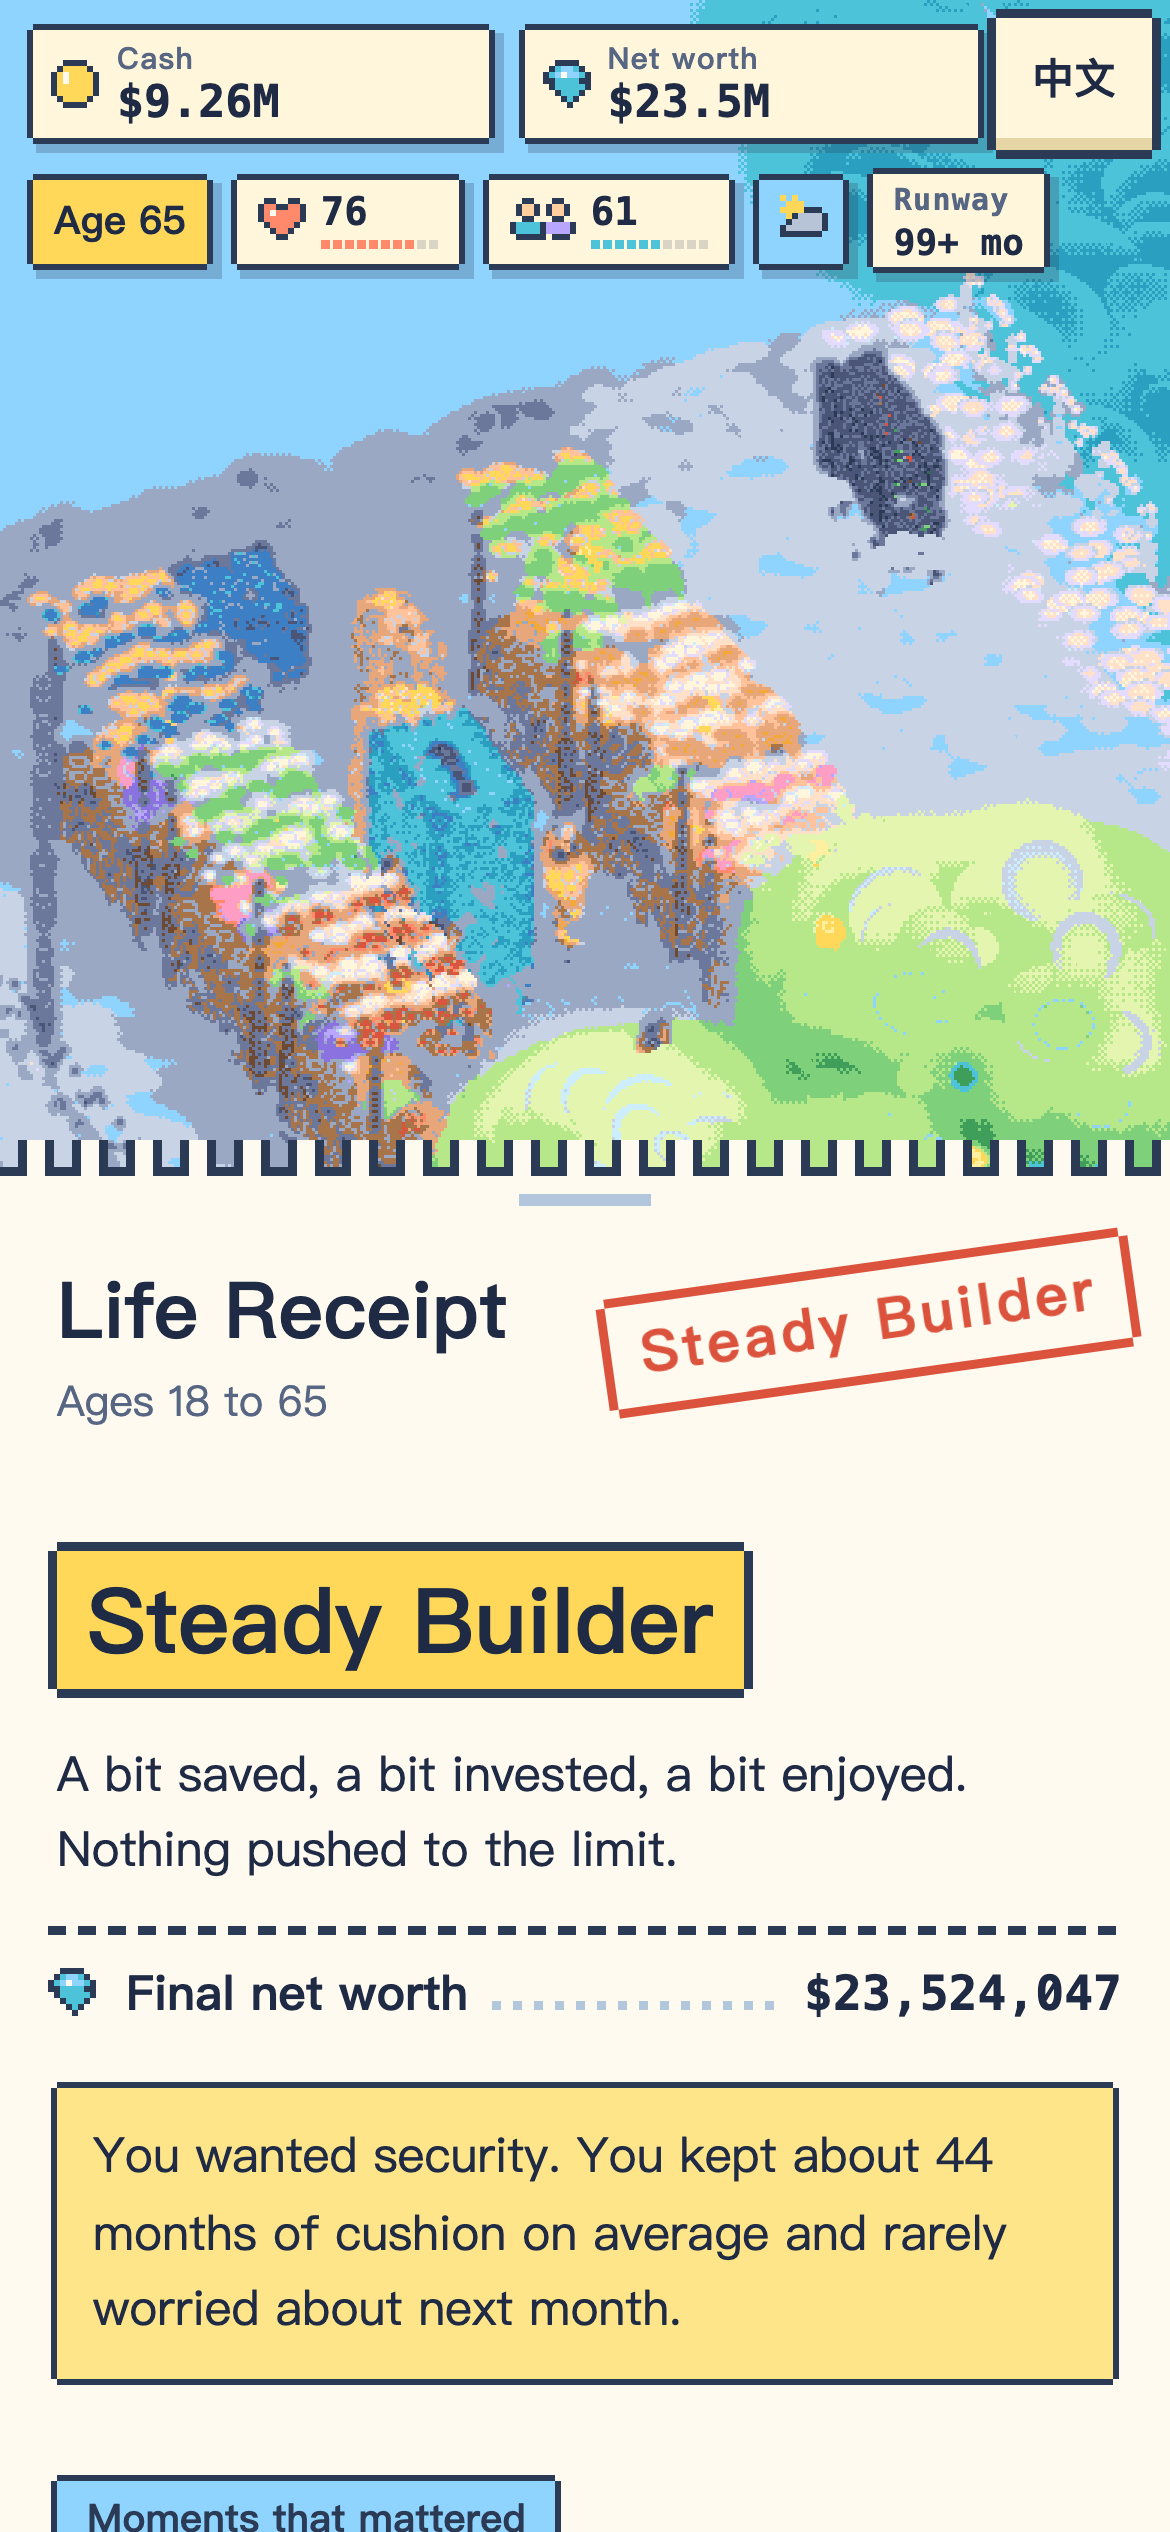 Cash
$9.26M
Net worth
$23.5M
中文
Age 65
76
61
Runway
99+ mo
Life Receipt
Ages 18 to 65
Steady Builder
Steady Builder
A bit saved, a bit invested, a bit enjoyed.
Nothing pushed to the limit.
Final net worth $23,524,047
You wanted security. You kept about 44
months of cushion on average and rarely
worried about next month.
Moments that mattered